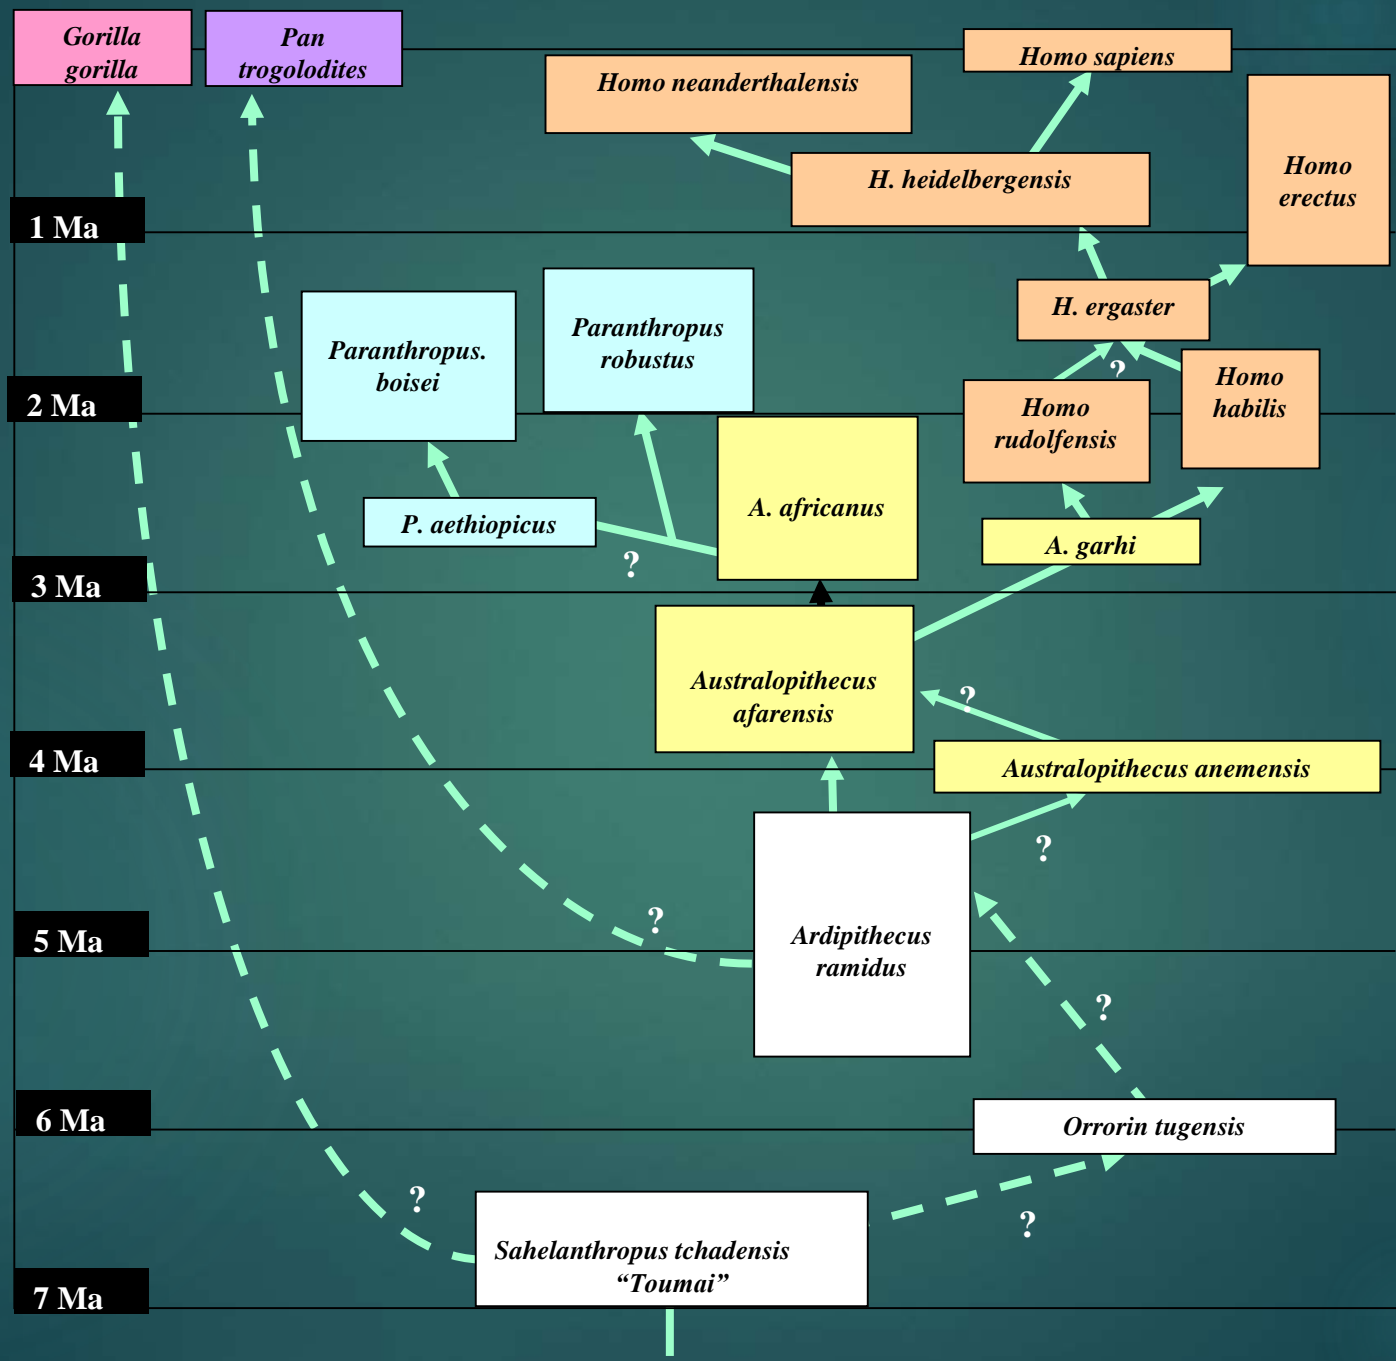 Gorilla
gorilla
Pan
trogolodites
Homo neanderthalensis
Homo sapiens
Homo
erectus
H. heidelbergensis
1 Ma
H. ergaster
Paranthropus.
boisei
Paranthropus
robustus
?
Homo
habilis
2 Ma
Homo
rudolfensis
A. africanus
P. aethiopicus
?
A. garhi
3 Ma
Australopithecus
afarensis
?
4 Ma
Australopithecus anemensis
?
?
5 Ma
Ardipithecus
ramidus
?
6 Ma
Orrorin tugensis
?
?
Sahelanthropus tchadensis
“Toumai”
7 Ma